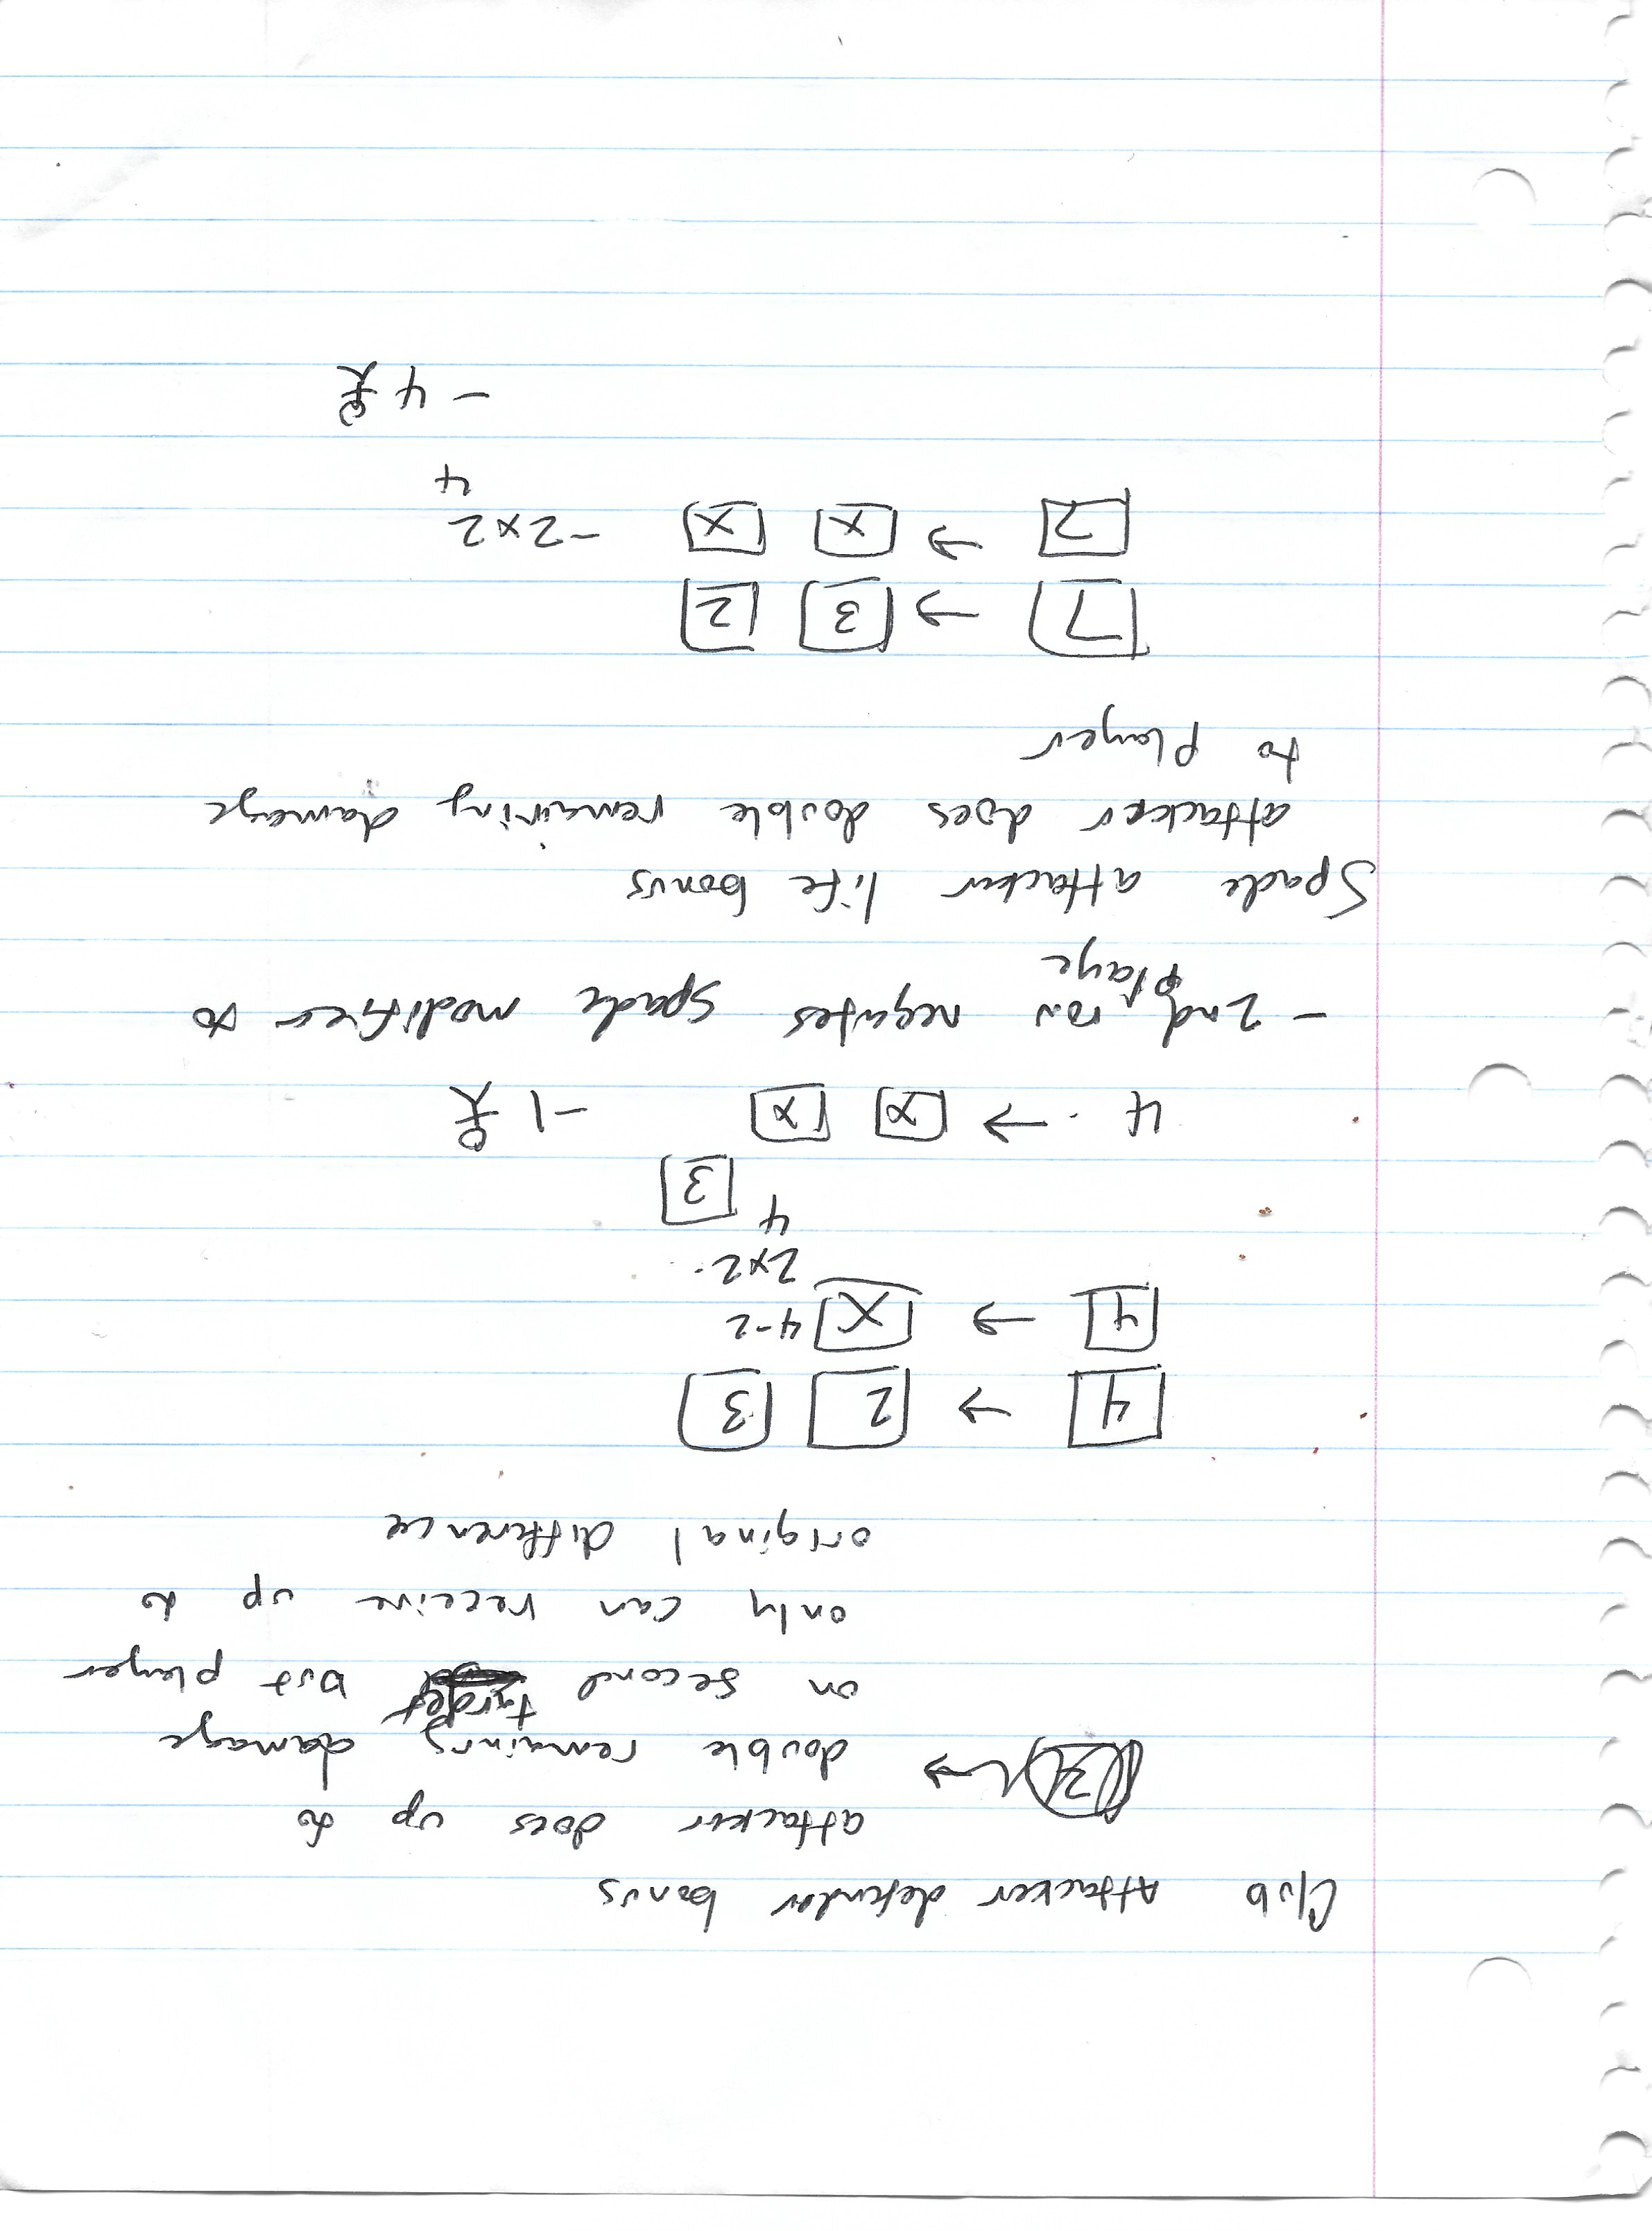 Club Attacker defender bonus
attacker does up to
double remaining damage
on second target but player
only can receive up to
original difference
4 → 2 3
4 → X 4-2
2x2
4 3
4 → X X -1
- 2nd row negates spade modifier to
Player
Spade attacker life bonus
attacker does double remaining damage
to Player
7 → 3 2
2 → X X -2x2
4
- 4